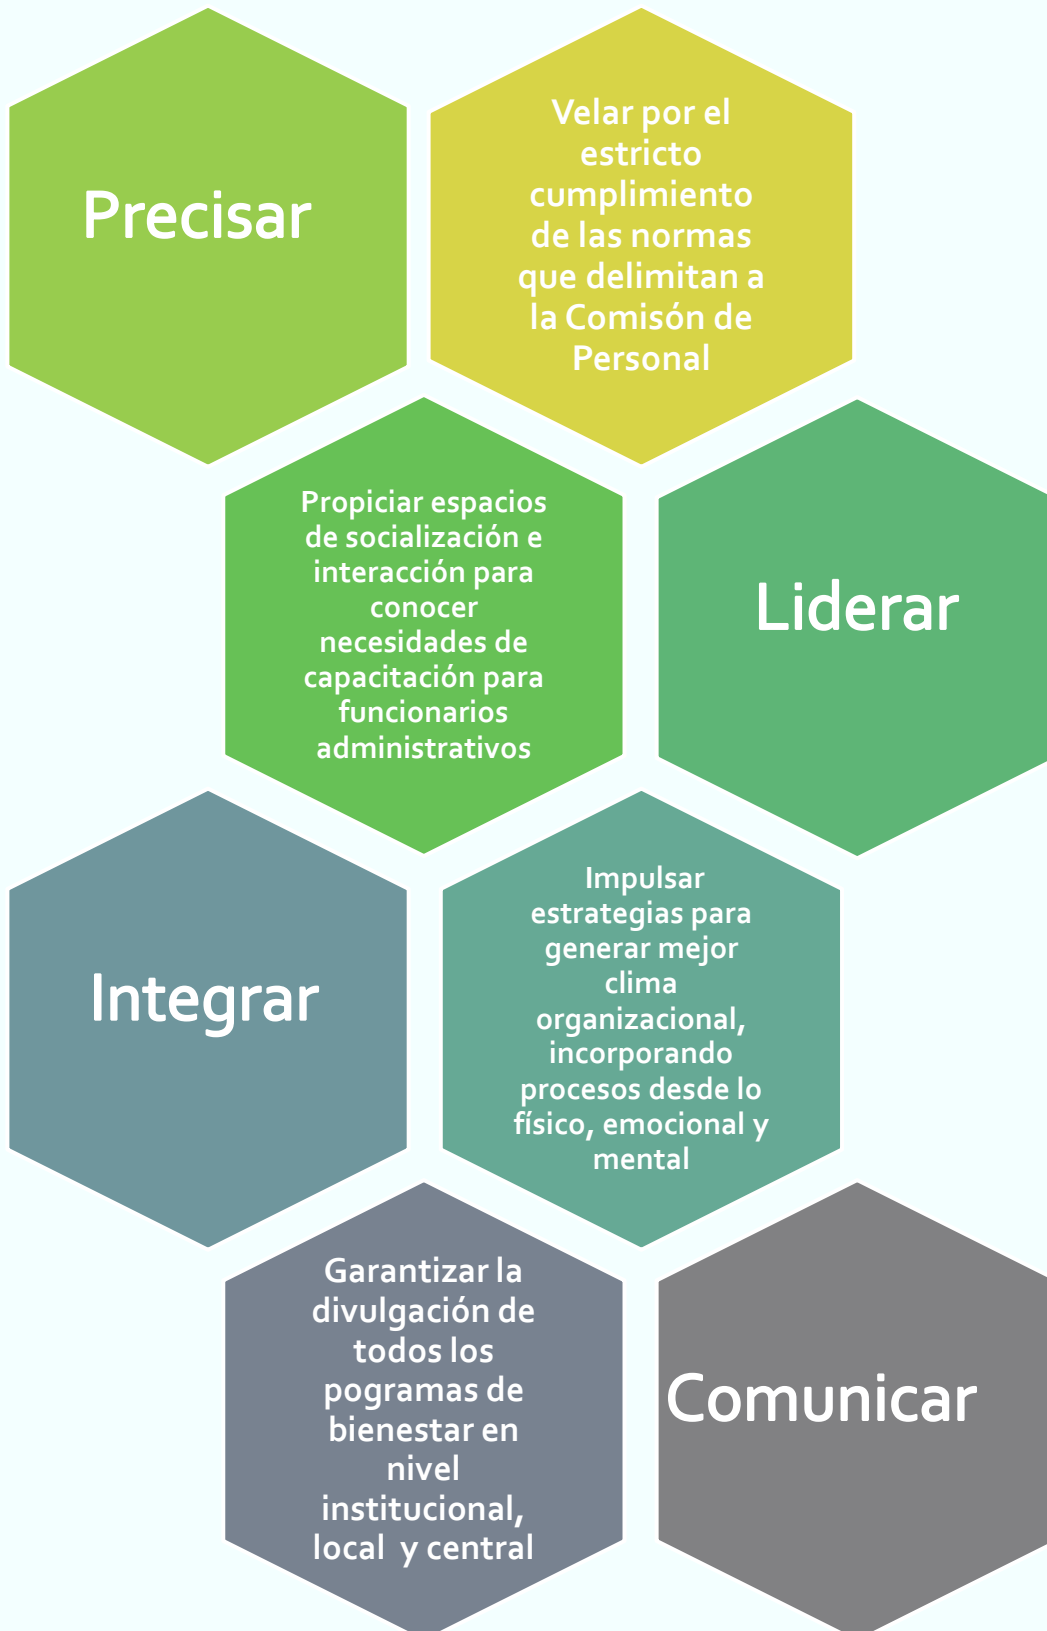 Precisar
Velar por el
estricto
cumplimiento
de las normas
que delimitan a
la Comisón de
Personal
Propiciar espacios
de socialización e
interacción para
conocer
necesidades de
capacitación para
funcionarios
administrativos
Liderar
Integrar
Impulsar
estrategias para
generar mejor
clima
organizacional,
incorporando
procesos desde lo
físico, emocional y
mental
Garantizar la
divulgación de
todos los
pogramas de
bienestar en
nivel
institucional,
local y central
Comunicar